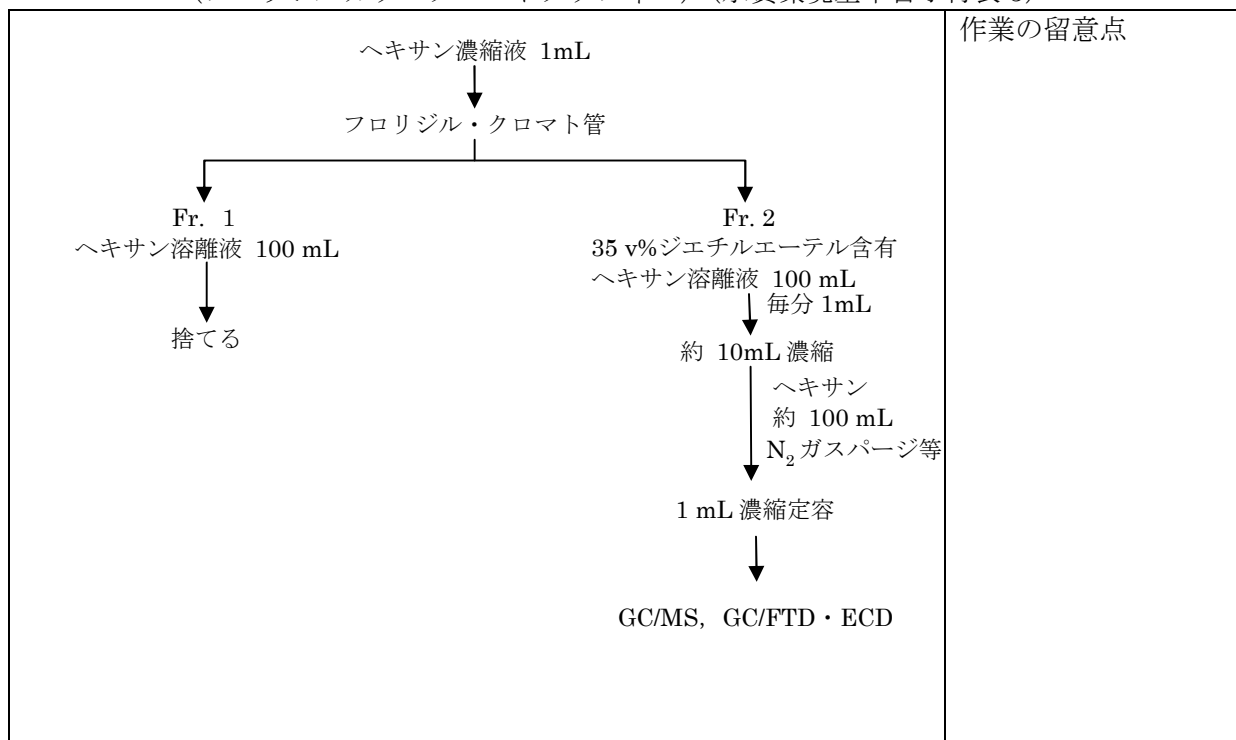 作業の留意点
ヘキサン濃縮液 1mL
フロリジル・クロマト管
Fr. 1
ヘキサン溶離液 100 mL
捨てる
Fr. 2
35 v%ジエチルエーテル含有
ヘキサン溶離液 100 mL
毎分 1mL
約 10mL 濃縮
ヘキサン
約 100 mL
N₂ガスパージ等
1 mL 濃縮定容
GC/MS, GC/FTD・ECD